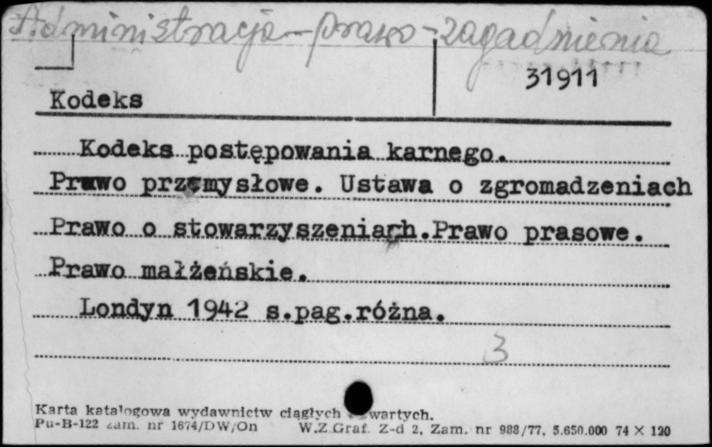 Administracja - prawo - zagadnienia
31911
Kodeks
Kodeks postępowania karnego.
Prawo przemysłowe. Ustawa o zgromadzeniach
Prawo o stowarzyszeniach. Prawo prasowe.
Prawo małżeńskie.
Londyn 1942 s.pag.różna.
3
Karta katalogowa wydawnictw ciągłych wartych.
Pu-B-122 zam. nr 1674/DW/On W.Z.Graf. Z-d 2, Zam. nr 988/77, 5.650.000 74 X 120